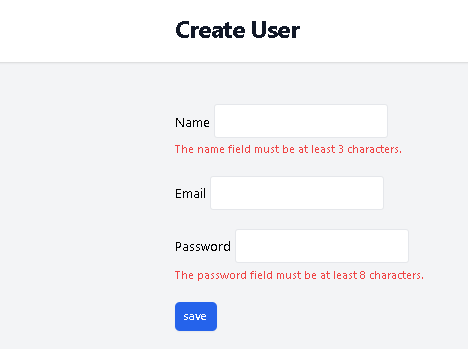 Create User
Name
The name field must be at least 3 characters.
Email
Password
The password field must be at least 8 characters.
save